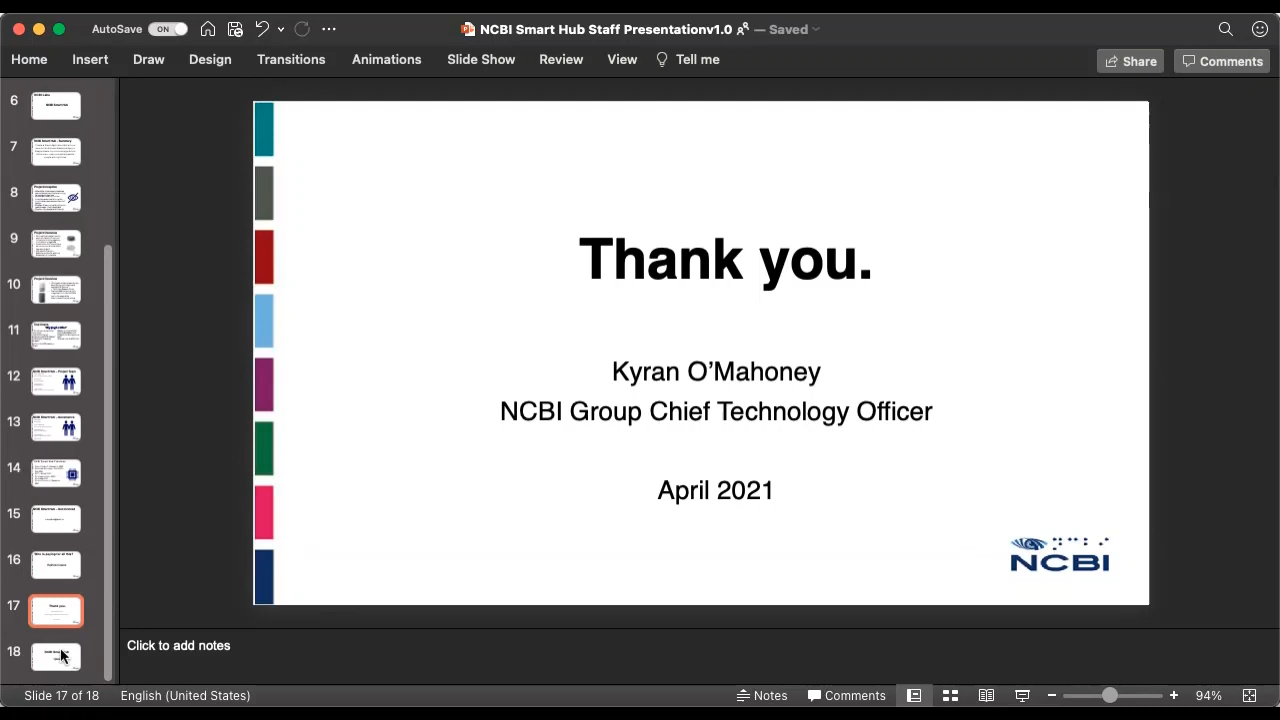 AutoSave ON
NCBI Smart Hub Staff Presentationv1.0 — Saved
Home Insert Draw Design Transitions Animations Slide Show Review View Tell me Share Comments
6
7
8
9
10
11
12
13
14
15
16
17
18
Thank you.
Kyran O’Mahoney
NCBI Group Chief Technology Officer
April 2021
NCBI
Click to add notes
Slide 17 of 18 English (United States) Notes Comments 94%